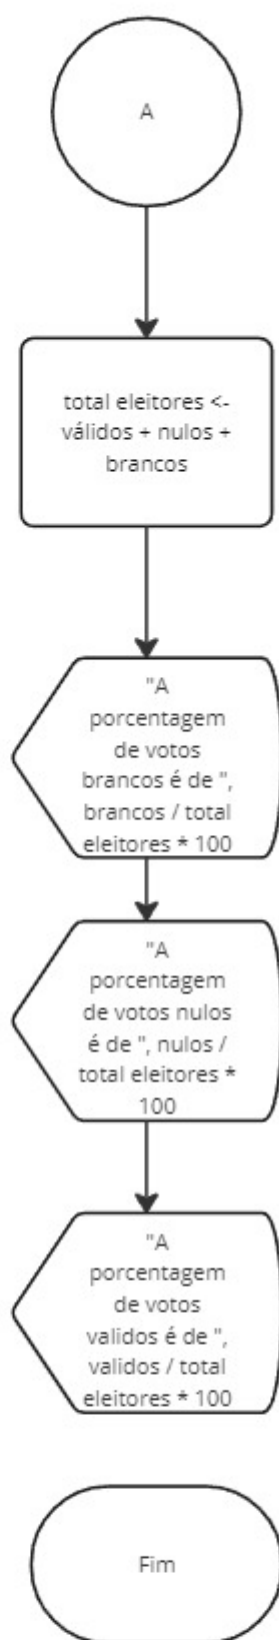 A
total eleitores <-
válidos + nulos +
brancos
"A
porcentagem
de votos
brancos é de ",
brancos / total
eleitores * 100
"A
porcentagem
de votos nulos
é de ", nulos /
total eleitores *
100
"A
porcentagem
de votos
validos é de ",
validos / total
eleitores * 100
Fim